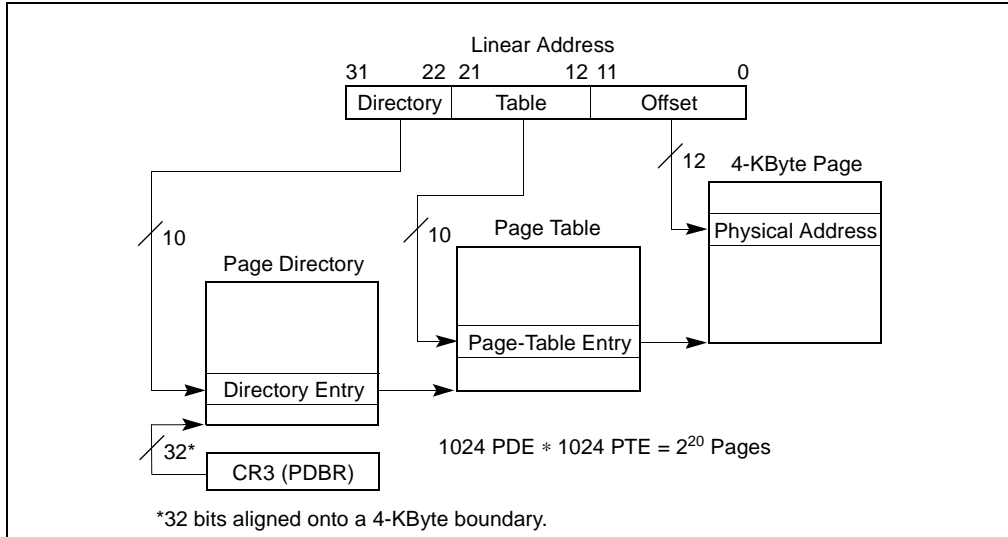 Linear Address
31 22 21 12 11 0
Directory Table Offset
12
4-KByte Page
10
10
Page Table
Physical Address
Page Directory
Page-Table Entry
Directory Entry
32*
1024 PDE * 1024 PTE = 2²⁰ Pages
CR3 (PDBR)
*32 bits aligned onto a 4-KByte boundary.